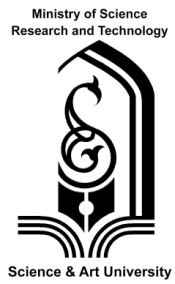 Ministry of Science
Research and Technology
Science & Art University